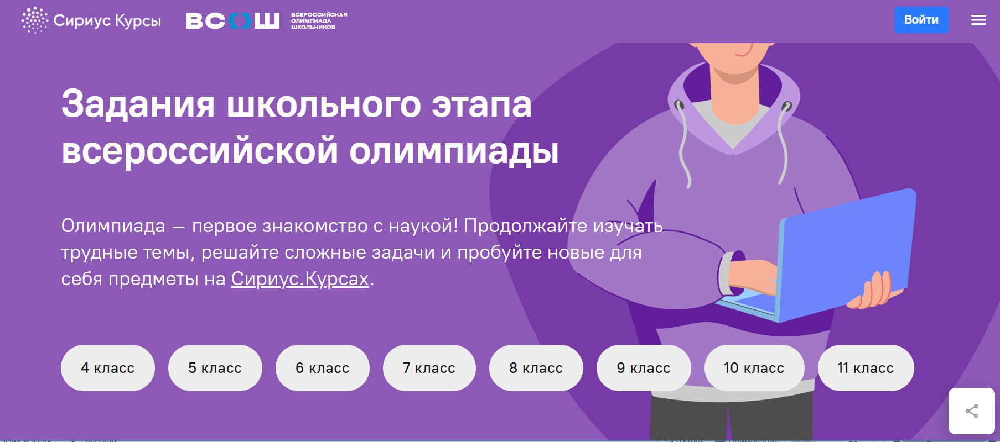 Сириус Курсы
ВСОШ
ВСЕРОССИЙСКАЯ
ОЛИМПИАДА
ШКОЛЬНИКОВ
Войти
Задания школьного этапа
всероссийской олимпиады
Олимпиада — первое знакомство с наукой! Продолжайте изучать
трудные темы, решайте сложные задачи и пробуйте новые для
себя предметы на Сириус.Курсах.
4 класс
5 класс
6 класс
7 класс
8 класс
9 класс
10 класс
11 класс